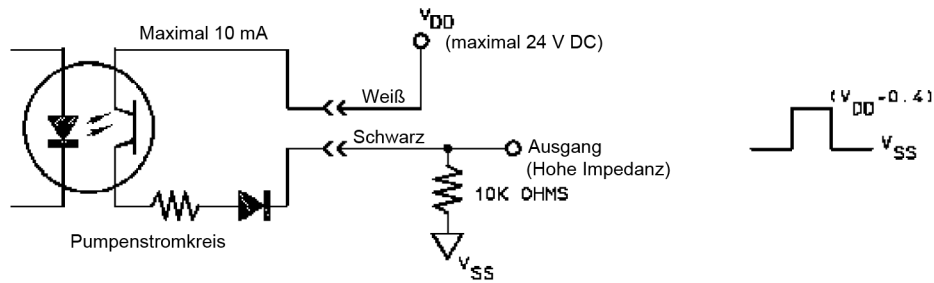 Maximal 10 mA
VDD
(maximal 24 V DC)
Weiß
Schwarz
Ausgang
(Hohe Impedanz)
10K OHMS
VSS
Pumpenstromkreis
(VDD-0.4)
VSS